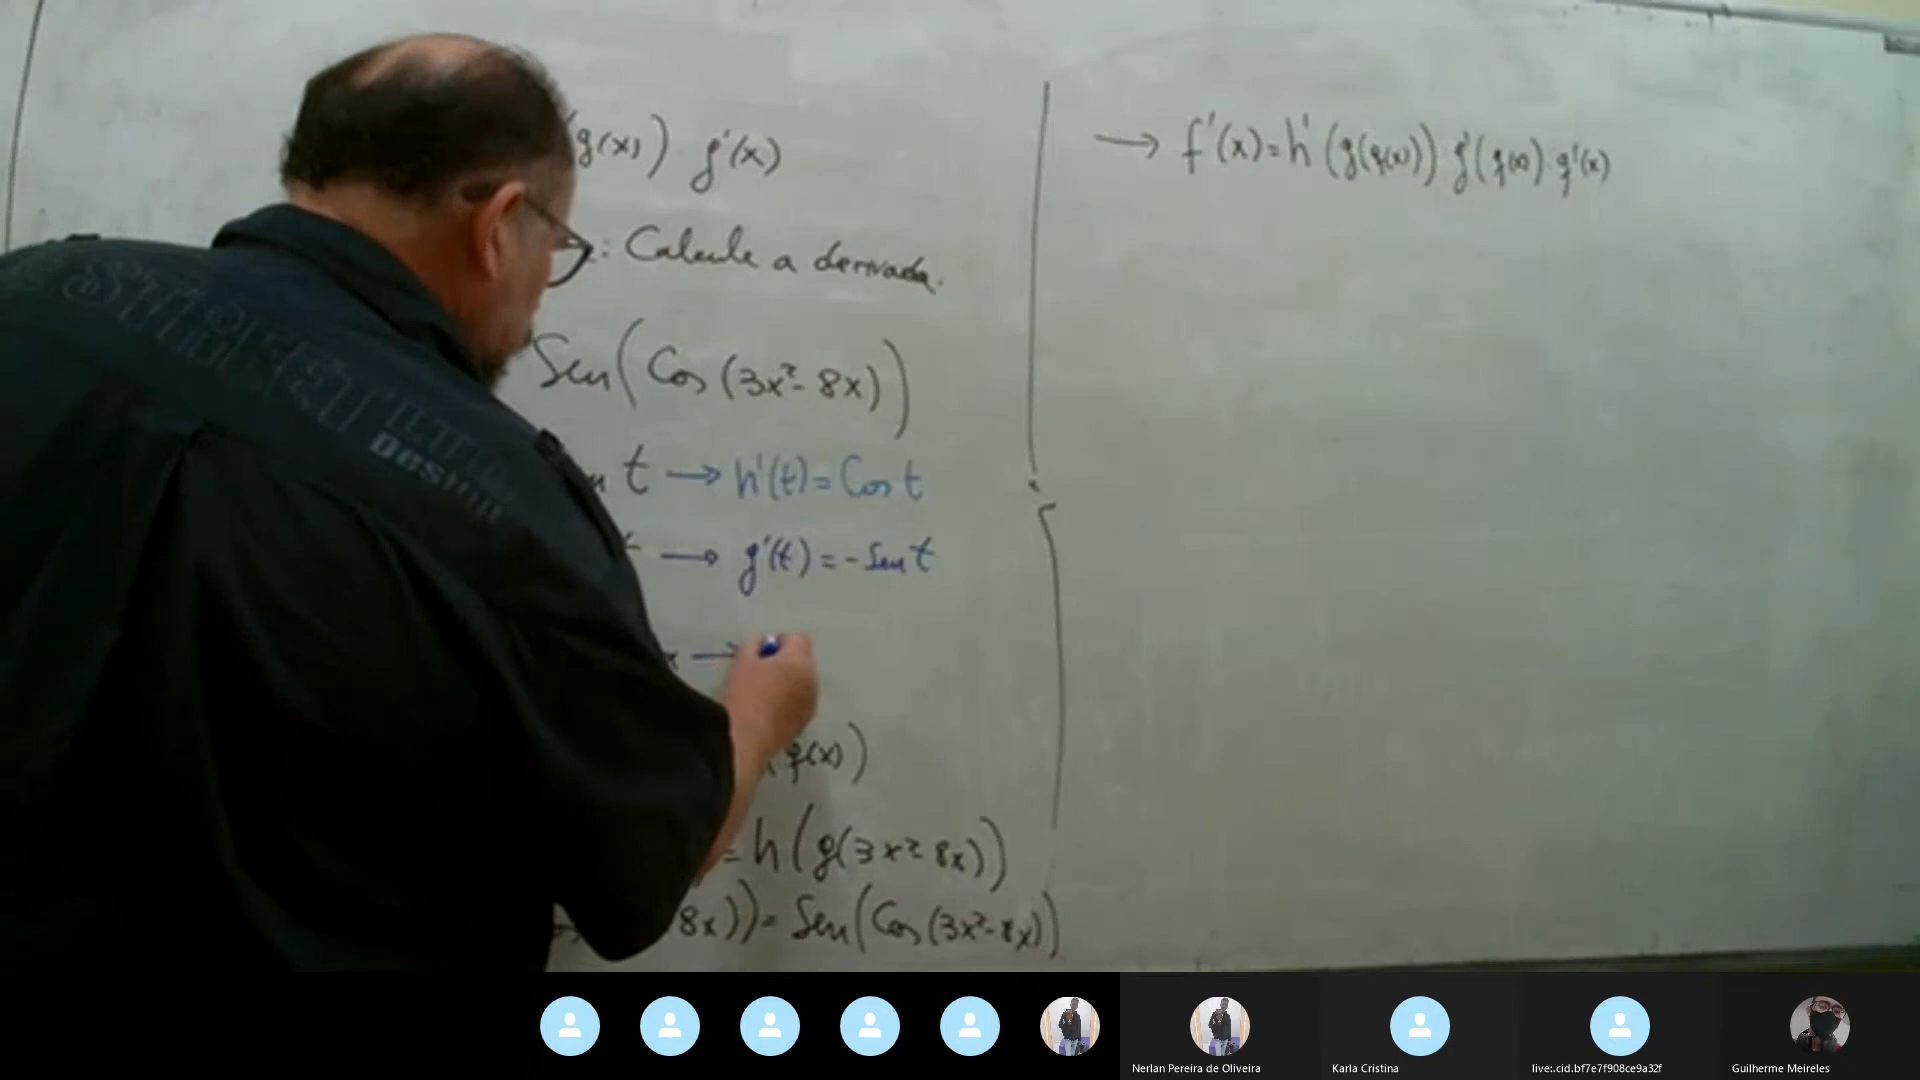 g(x)) g'(x)
: Calcule a derivada.
Sen(Cos(3x²-8x))
t → h'(t)=Cos t
→ g'(t)=-Sen t
x →
(q(x))
= h(g(3x²-8x))
8x))=Sen(Cos(3x²-8x))
→ f'(x)=h'(g(q(x)) g'(q(x)).q'(x)
Design
Nerlan Pereira de Oliveira
Karla Cristina
live:.cid.bf7e7f908ce9a32f
Guilherme Meireles